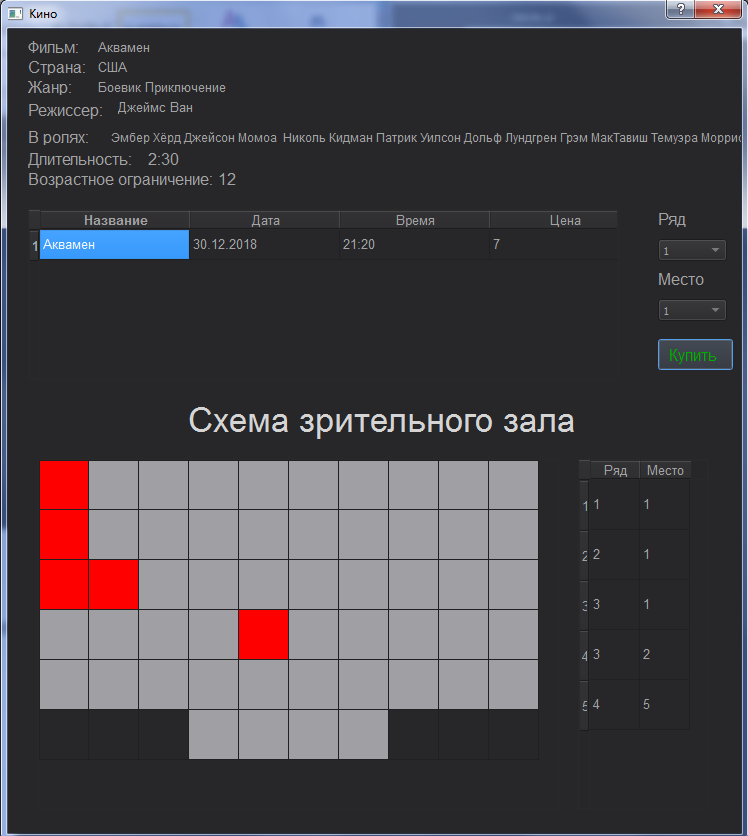 Кино
Фильм: Аквамен
Страна: США
Жанр: Боевик Приключение
Режиссер: Джеймс Ван
В ролях: Эмбер Хёрд Джейсон Момоа Николь Кидман Патрик Уилсон Дольф Лундгрен Грэм МакТавиш Темуэра Моррис
Длительность: 2:30
Возрастное ограничение: 12
Название Дата Время Цена
1 Аквамен 30.12.2018 21:20 7
Ряд
1
Место
1
Купить
Схема зрительного зала
Ряд Место
1 1 1
2 2 1
3 3 1
4 3 2
5 4 5